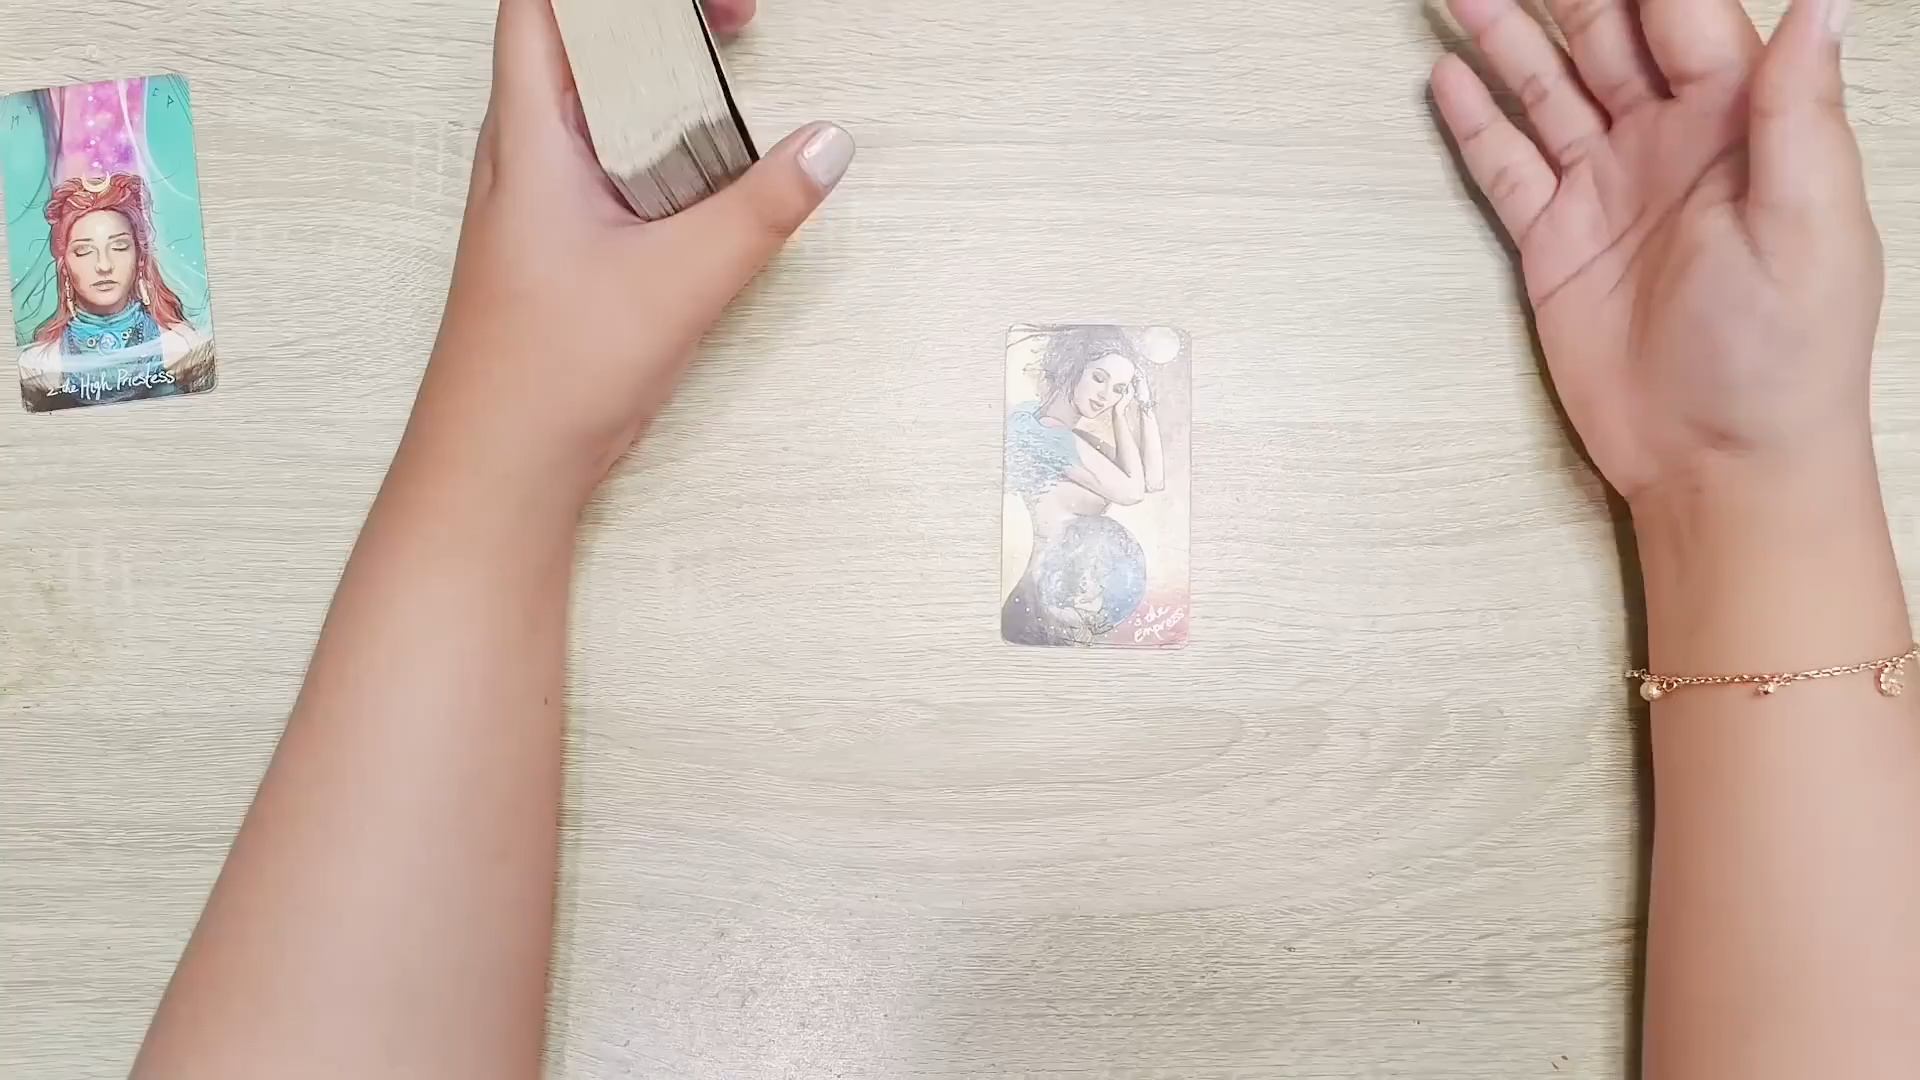 2. the High Priestess
3. the
Empress